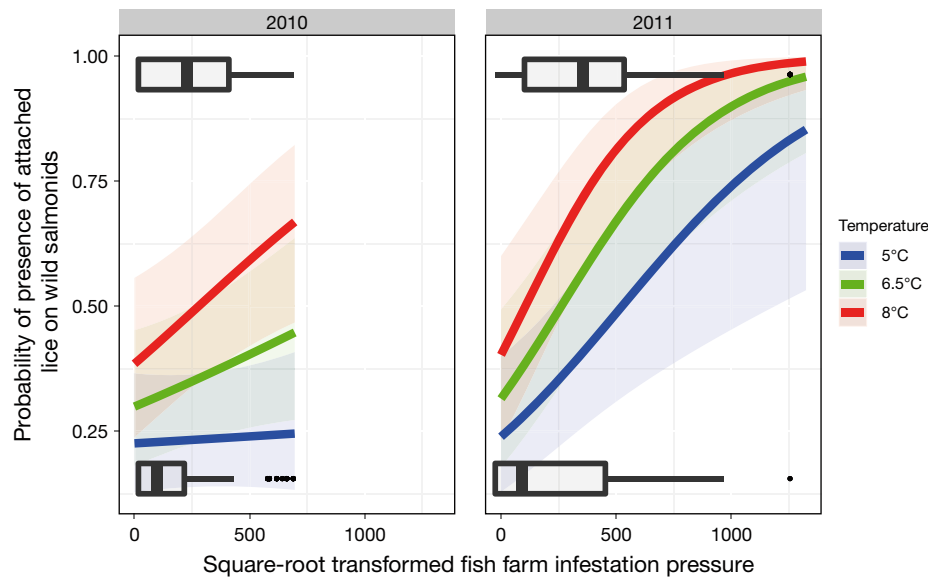 2010
2011
1.00
0.75
0.50
0.25
Probability of presence of attached
lice on wild salmonids
0
500
1000
0
500
1000
Square-root transformed fish farm infestation pressure
Temperature
5°C
6.5°C
8°C